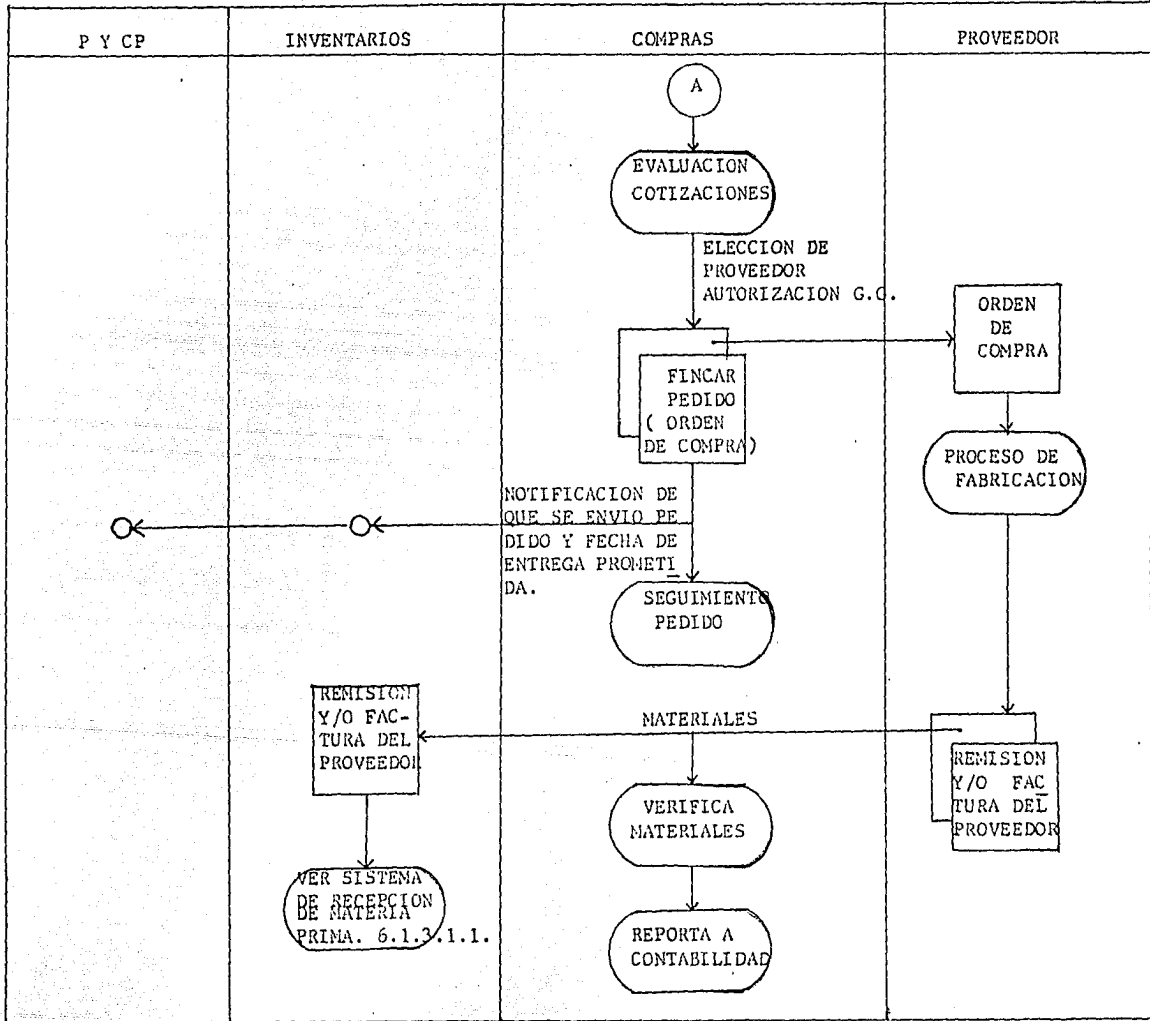 P Y CP
INVENTARIOS
COMPRAS
PROVEEDOR
A
EVALUACION
COTIZACIONES
ELECCION DE
PROVEEDOR
AUTORIZACION G.G.
ORDEN
DE
COMPRA
FINCAR
PEDIDO
( ORDEN
DE COMPRA)
PROCESO DE
FABRICACION
NOTIFICACION DE
QUE SE ENVIO PE
DIDO Y FECHA DE
ENTREGA PROMETI
DA.
SEGUIMIENTO
PEDIDO
REMISION
Y/O FAC-
TURA DEL
PROVEEDOR
MATERIALES
REMISION
Y/O FAC
TURA DEL
PROVEEDOR
VERIFICA
MATERIALES
VER SISTEMA
DE RECEPCION
DE MATERIA
PRIMA. 6.1.3.1.1.
REPORTA A
CONTABILIDAD